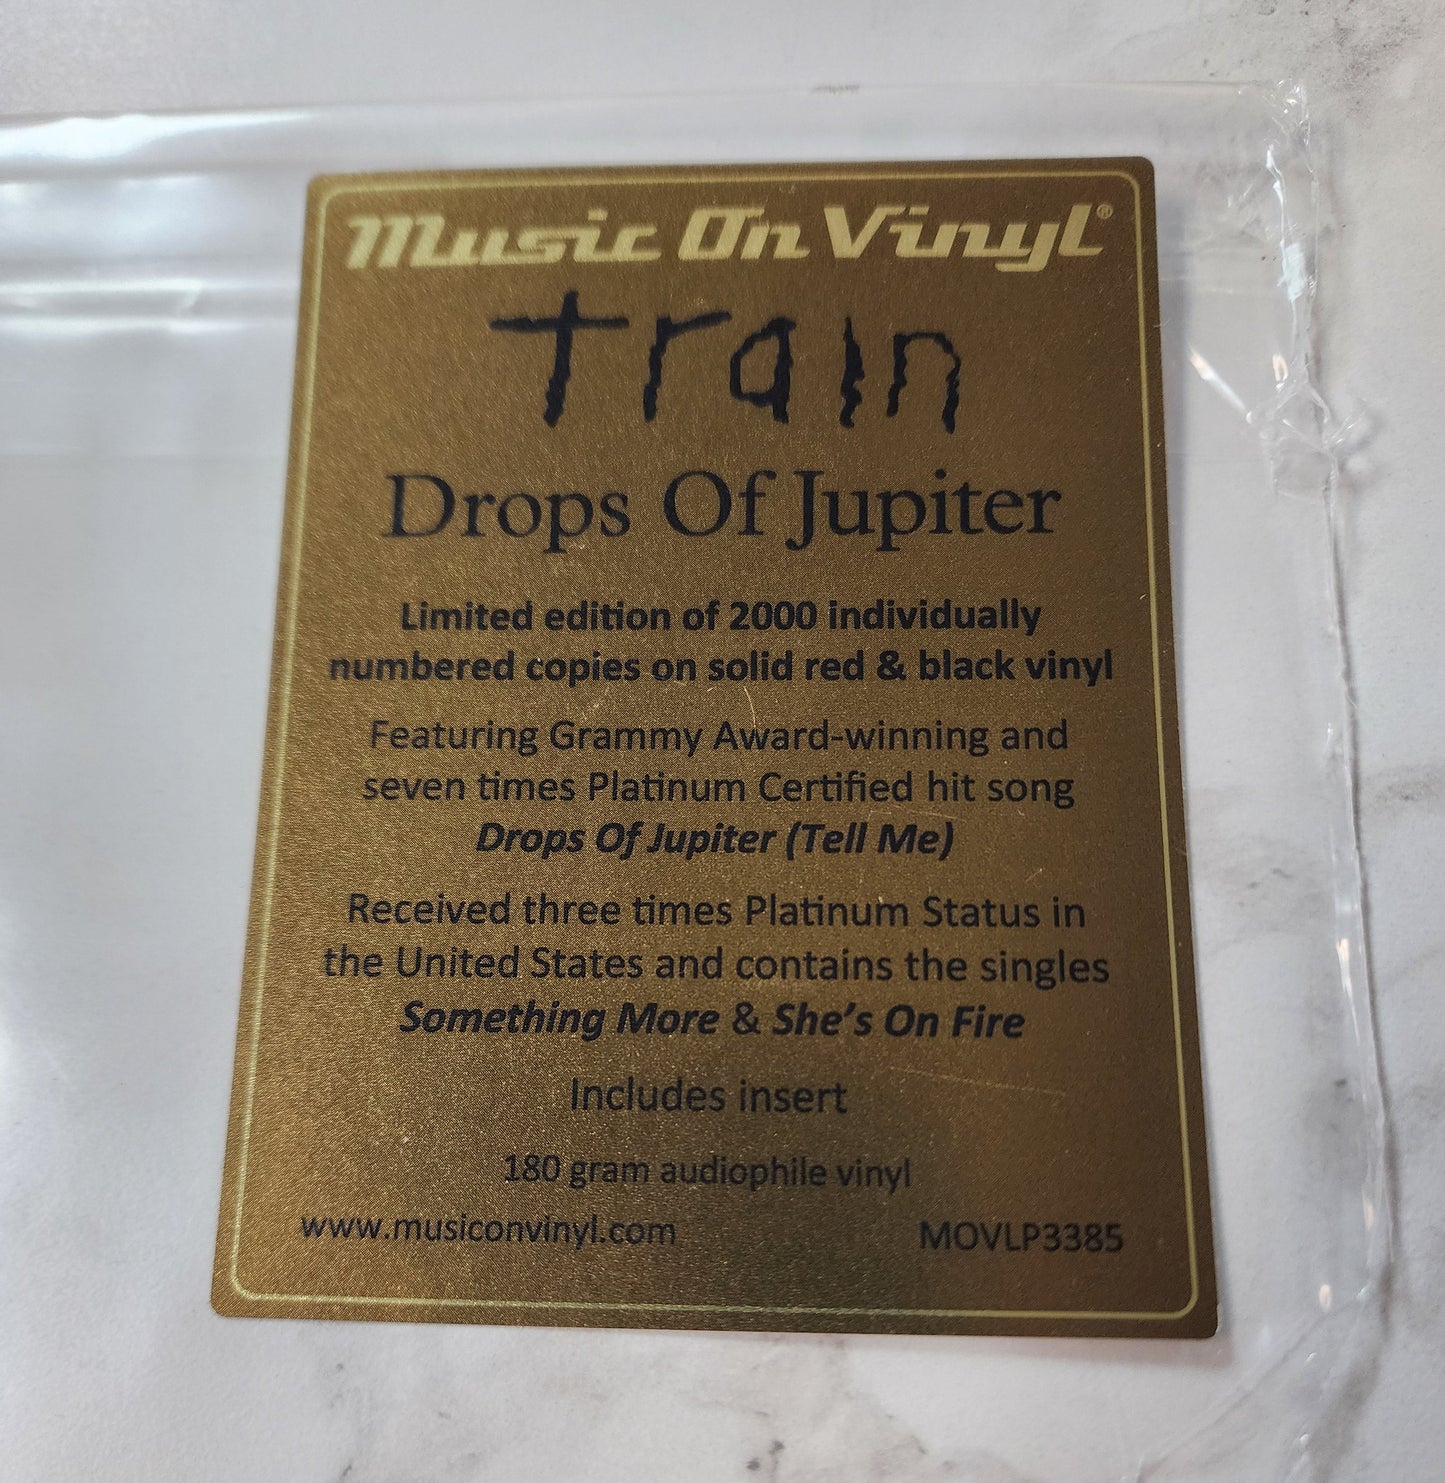 Music On Vinyl®
train
Drops Of Jupiter
Limited edition of 2000 individually
numbered copies on solid red & black vinyl
Featuring Grammy Award-winning and
seven times Platinum Certified hit song
Drops Of Jupiter (Tell Me)
Received three times Platinum Status in
the United States and contains the singles
Something More & She's On Fire
Includes insert
180 gram audiophile vinyl
www.musiconvinyl.com MOVLP3385